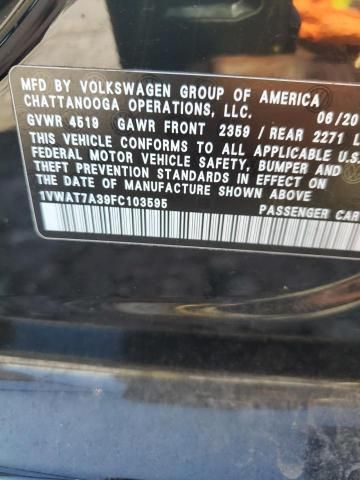 MFD BY VOLKSWAGEN GROUP OF AMERICA
CHATTANOOGA OPERATIONS, LLC. 06/20
GVWR 4519 GAWR FRONT 2359 / REAR 2271 L
THIS VEHICLE CONFORMS TO ALL APPLICABLE U.S.
FEDERAL MOTOR VEHICLE SAFETY, BUMPER AND
THEFT PREVENTION STANDARDS IN EFFECT ON
THE DATE OF MANUFACTURE SHOWN ABOVE.
1VWAT7A39FC103595 PASSENGER CAR